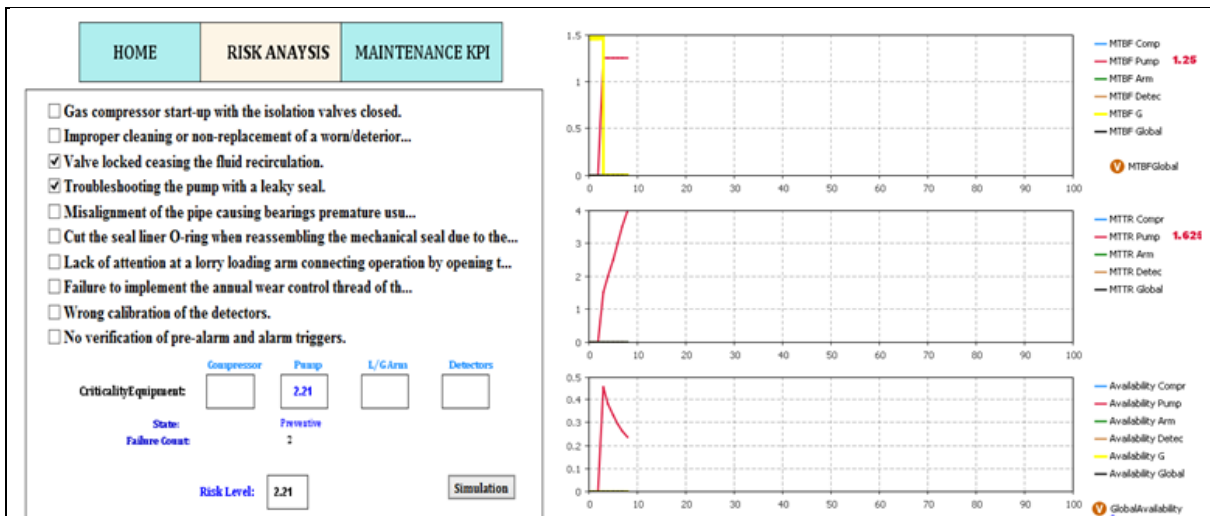 HOME RISK ANAYSIS MAINTENANCE KPI
Gas compressor start-up with the isolation valves closed.
Improper cleaning or non-replacement of a worn/deterior...
Valve locked ceasing the fluid recirculation.
Troubleshooting the pump with a leaky seal.
Misalignment of the pipe causing bearings premature usu...
Cut the seal liner O-ring when reassembling the mechanical seal due to the...
Lack of attention at a lorry loading arm connecting operation by opening t...
Failure to implement the annual wear control thread of th...
Wrong calibration of the detectors.
No verification of pre-alarm and alarm triggers.
Compressor Pump L/G Arm Detectors
CriticalityEquipment: 2.21
State: Preventive
Failure Count: 2
Risk Level: 2.21
Simulation
1.5
1
0.5
0
0 10 20 30 40 50 60 70 80 90 100
MTBF Comp
MTBF Pump 1.25
MTBF Arm
MTBF Detec
MTBF G
MTBF Global
V MTBFGlobal
4
3
2
1
0
0 10 20 30 40 50 60 70 80 90 100
MTTR Compr
MTTR Pump 1.625
MTTR Arm
MTTR Detec
MTTR Global
0.5
0.4
0.3
0.2
0.1
0
0 10 20 30 40 50 60 70 80 90 100
Availability Compr
Availability Pump
Availability Arm
Availability Detec
Availability G
Availability Global
V GlobalAvailability